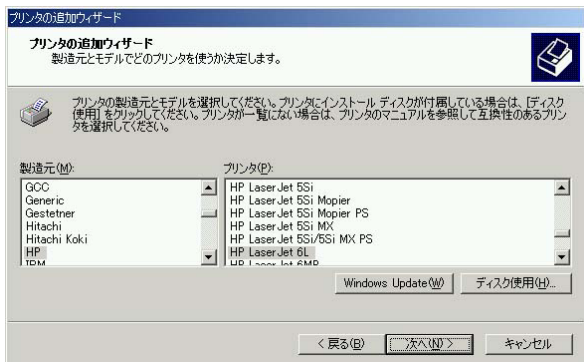 プリンタの追加ウィザード
プリンタの追加ウィザード
製造元とモデルでどのプリンタを使うか決定します。
プリンタの製造元とモデルを選択してください。プリンタにインストール ディスクが付属している場合は、[ディスク
使用] をクリックしてください。プリンタが一覧にない場合は、プリンタのマニュアルを参照して互換性のあるプリン
タを選択してください。
製造元(M):
GCC
Generic
Gestetner
Hitachi
Hitachi Koki
HP
IBM
プリンタ(P):
HP LaserJet 5Si
HP LaserJet 5Si Mopier
HP LaserJet 5Si Mopier PS
HP LaserJet 5Si MX
HP LaserJet 5Si/5Si MX PS
HP LaserJet 6L
HP LaserJet 6MP
Windows Update(W)
ディスク使用(H)...
< 戻る(B)
次へ(N) >
キャンセル